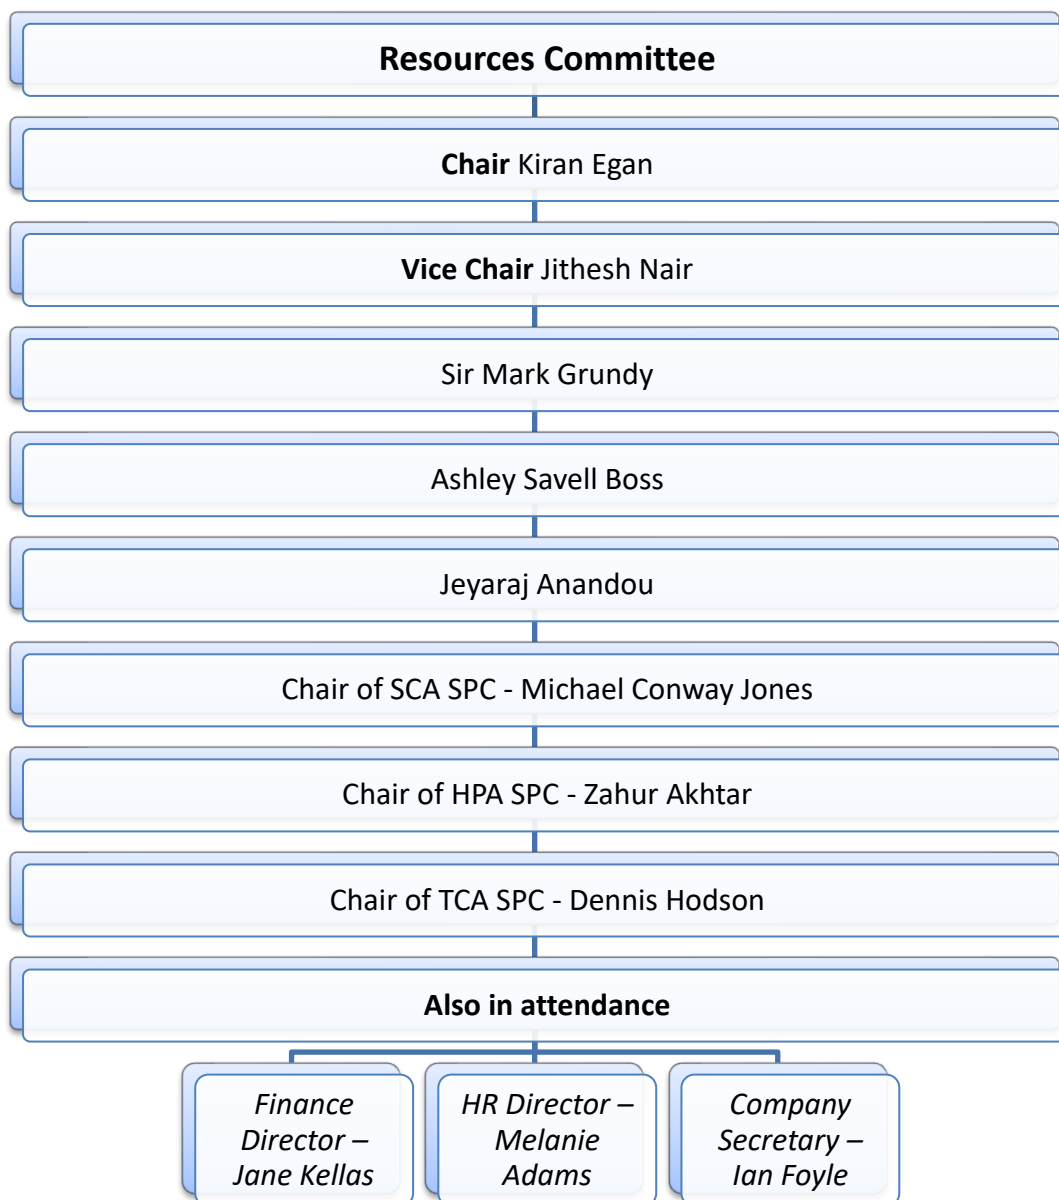 Resources Committee
Chair Kiran Egan
Vice Chair Jithesh Nair
Sir Mark Grundy
Ashley Savell Boss
Jeyaraj Anandou
Chair of SCA SPC - Michael Conway Jones
Chair of HPA SPC - Zahur Akhtar
Chair of TCA SPC - Dennis Hodson
Also in attendance
Finance
Director –
Jane Kellas
HR Director –
Melanie
Adams
Company
Secretary –
Ian Foyle